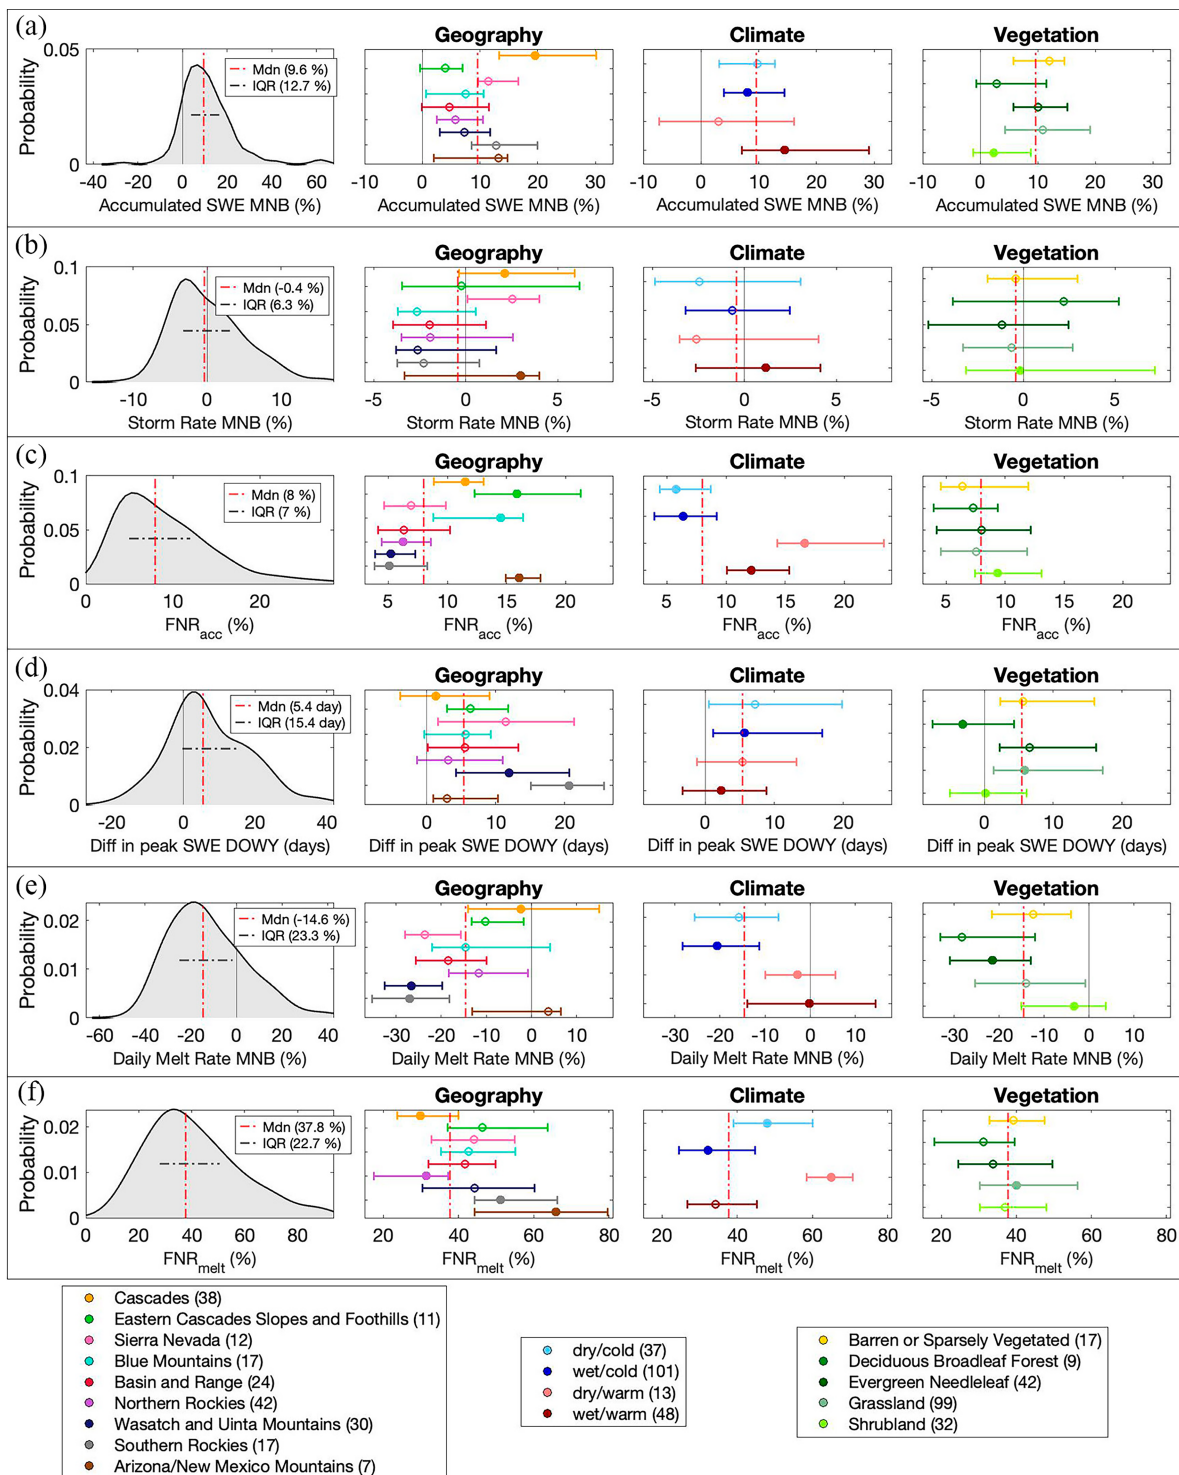 (a)
Geography
Climate
Vegetation
Probability
0.05
0
Mdn (9.6 %)
IQR (12.7 %)
-40 -20 0 20 40 60
-10 0 10 20 30
-10 0 10 20 30
-10 0 10 20 30
Accumulated SWE MNB (%)
Accumulated SWE MNB (%)
Accumulated SWE MNB (%)
Accumulated SWE MNB (%)
(b)
Geography
Climate
Vegetation
Probability
0.1
0.05
0
Mdn (-0.4 %)
IQR (6.3 %)
-10 0 10
-5 0 5
-5 0 5
-5 0 5
Storm Rate MNB (%)
Storm Rate MNB (%)
Storm Rate MNB (%)
Storm Rate MNB (%)
(c)
Geography
Climate
Vegetation
Probability
0.1
0.05
0
Mdn (8 %)
IQR (7 %)
0 10 20
5 10 15 20
5 10 15 20
5 10 15 20
FNRacc (%)
FNRacc (%)
FNRacc (%)
FNRacc (%)
(d)
Geography
Climate
Vegetation
Probability
0.04
0.02
0
Mdn (5.4 day)
IQR (15.4 day)
-20 0 20 40
0 10 20
0 10 20
0 10 20
Diff in peak SWE DOWY (days)
Diff in peak SWE DOWY (days)
Diff in peak SWE DOWY (days)
Diff in peak SWE DOWY (days)
(e)
Geography
Climate
Vegetation
Probability
0.02
0.01
0
Mdn (-14.6 %)
IQR (23.3 %)
-60 -40 -20 0 20 40
-30 -20 -10 0 10
-30 -20 -10 0 10
-30 -20 -10 0 10
Daily Melt Rate MNB (%)
Daily Melt Rate MNB (%)
Daily Melt Rate MNB (%)
Daily Melt Rate MNB (%)
(f)
Geography
Climate
Vegetation
Probability
0.02
0.01
0
Mdn (37.8 %)
IQR (22.7 %)
0 20 40 60 80
20 40 60 80
20 40 60 80
20 40 60 80
FNRmelt (%)
FNRmelt (%)
FNRmelt (%)
FNRmelt (%)
Cascades (38)
Eastern Cascades Slopes and Foothills (11)
Sierra Nevada (12)
Blue Mountains (17)
Basin and Range (24)
Northern Rockies (42)
Wasatch and Uinta Mountains (30)
Southern Rockies (17)
Arizona/New Mexico Mountains (7)
dry/cold (37)
wet/cold (101)
dry/warm (13)
wet/warm (48)
Barren or Sparsely Vegetated (17)
Deciduous Broadleaf Forest (9)
Evergreen Needleleaf (42)
Grassland (99)
Shrubland (32)